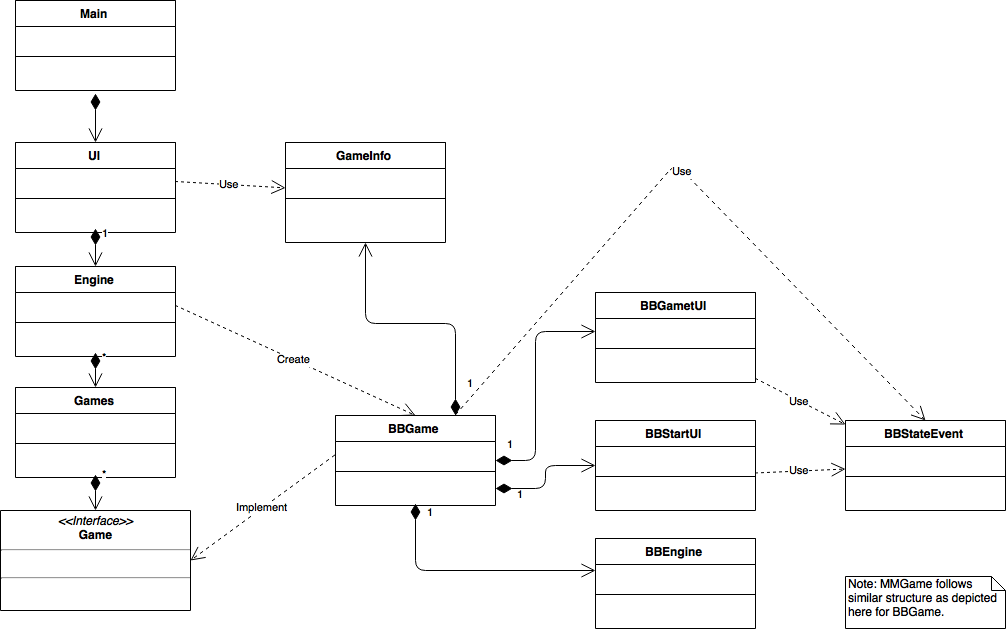 Main
UI
GameInfo
Use
Use
1
Engine
BBGametUI
Create
1
*
Games
Use
BBGame
BBStartUI
BBStateEvent
1
*
Use
1
Implement
1
<<Interface>>
Game
BBEngine
Note: MMGame follows
similar structure as depicted
here for BBGame.